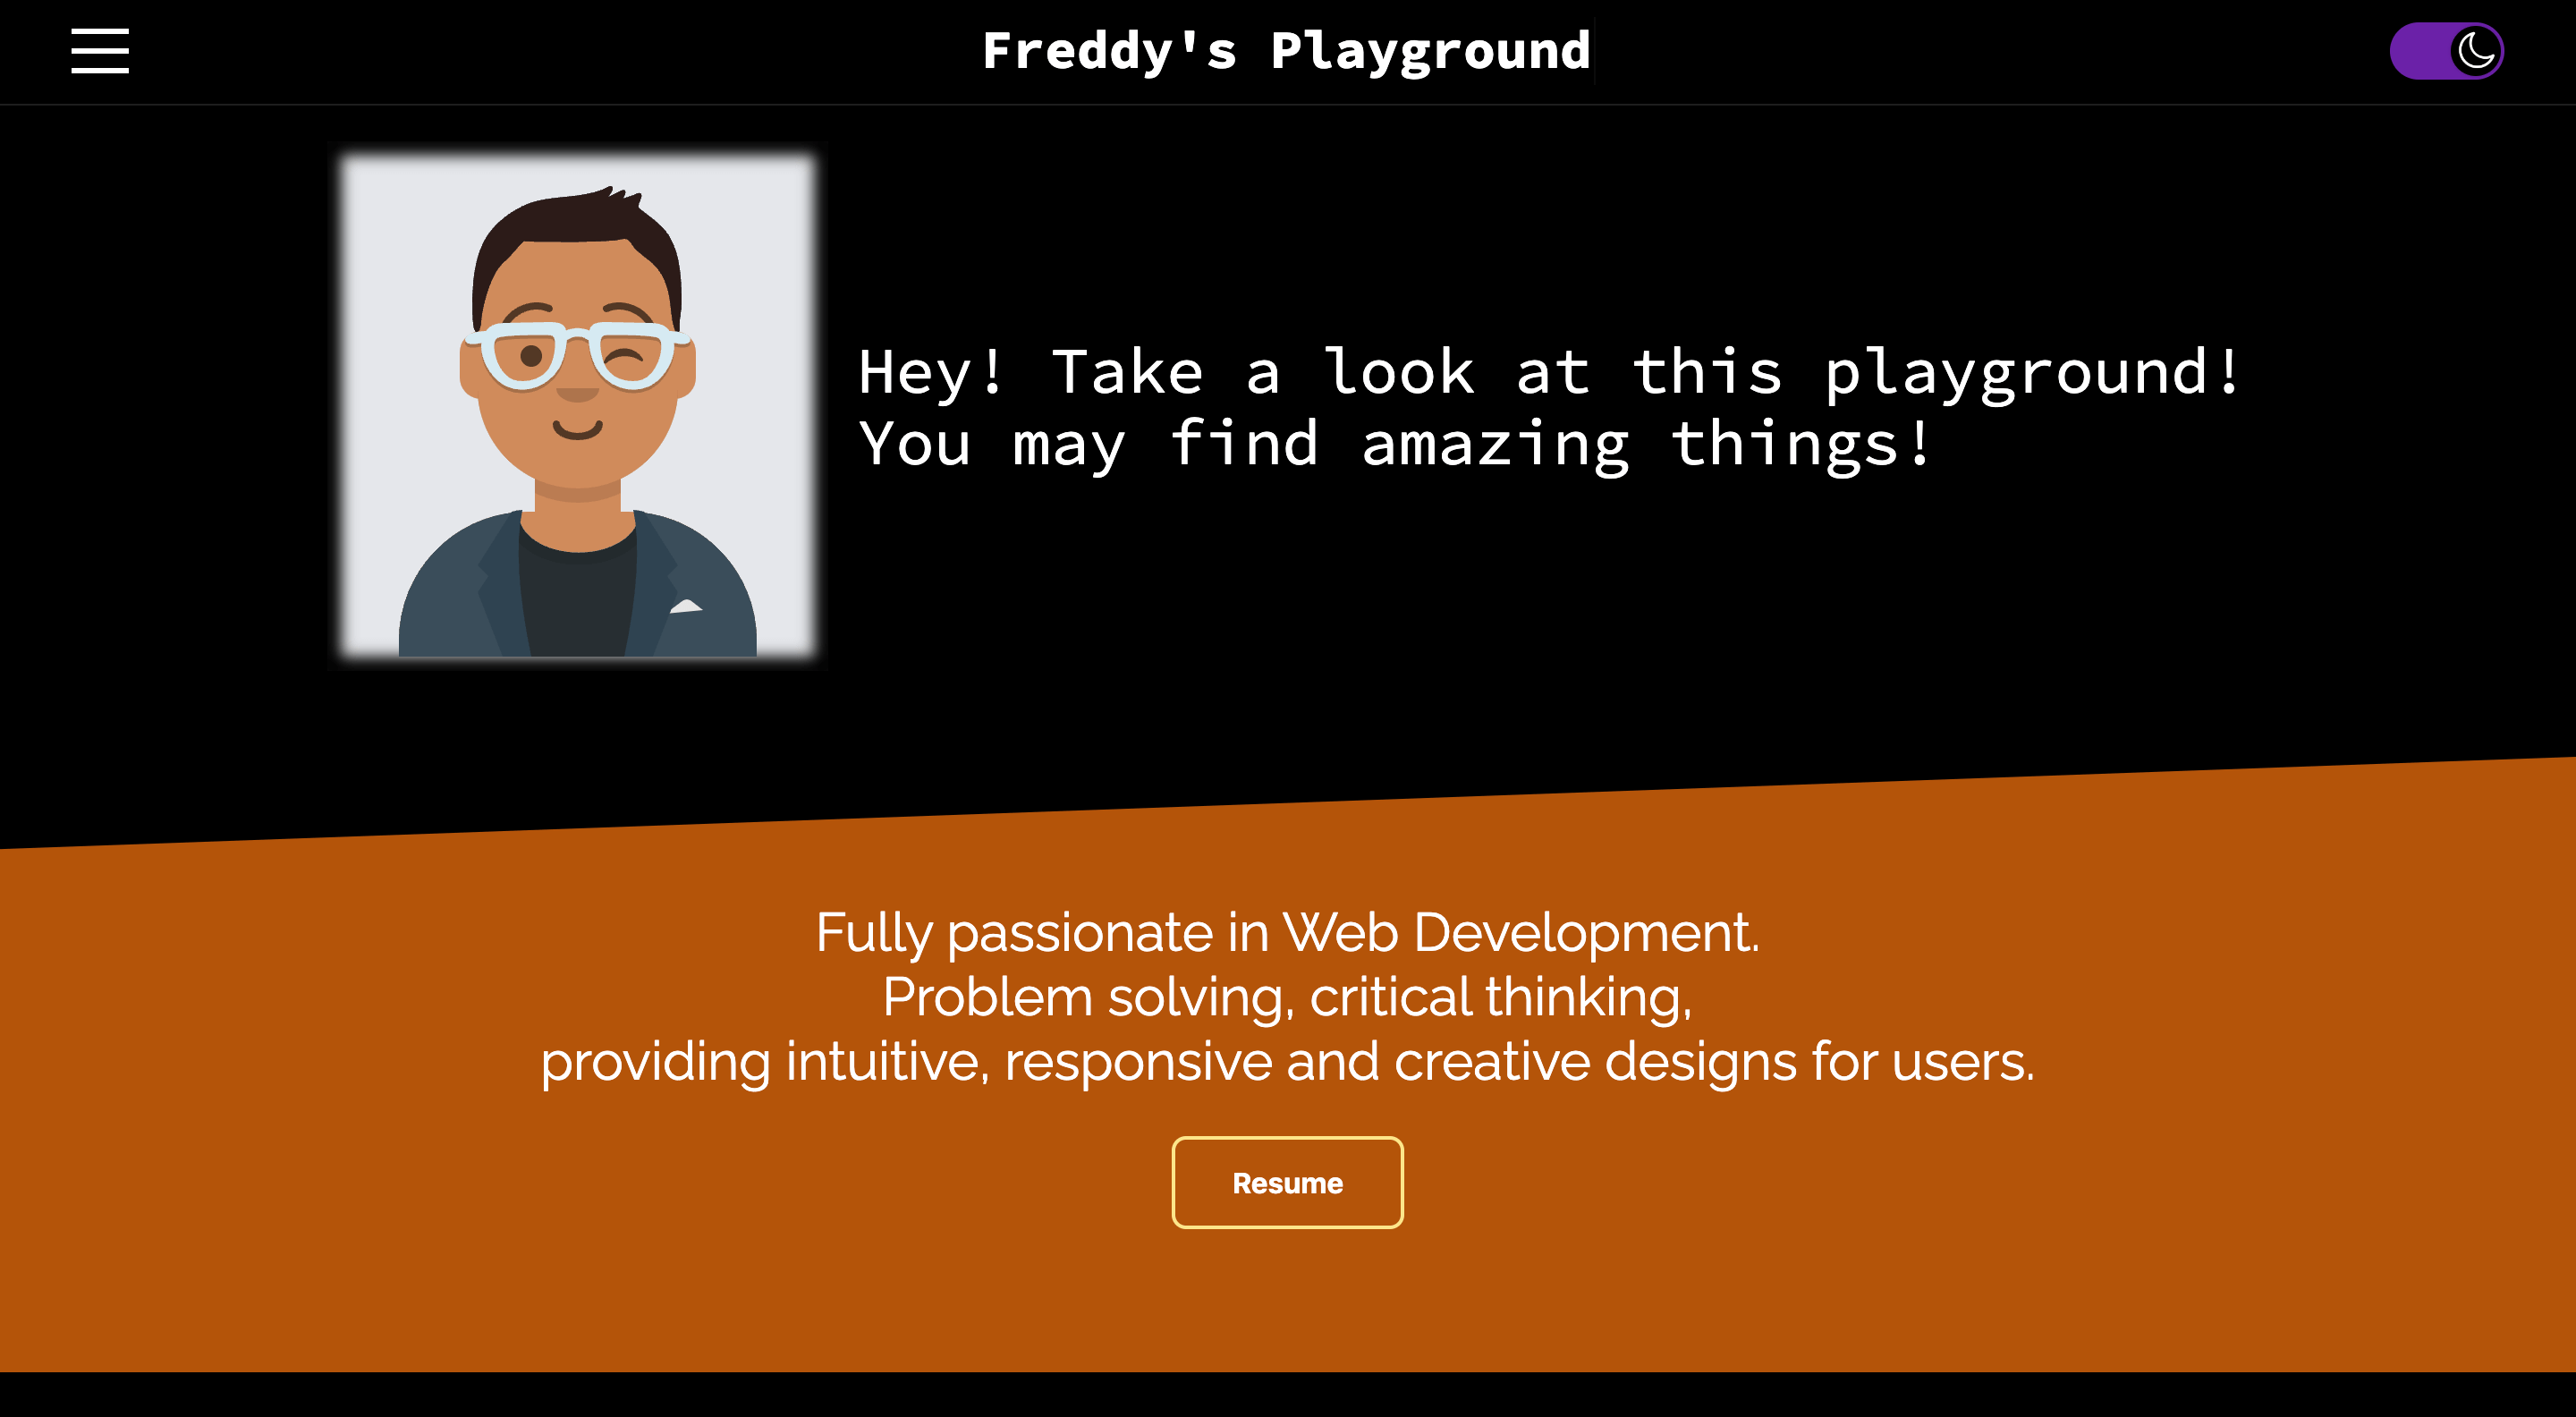 Freddy's Playground
Hey! Take a look at this playground!
You may find amazing things!
Fully passionate in Web Development.
Problem solving, critical thinking,
providing intuitive, responsive and creative designs for users.
Resume